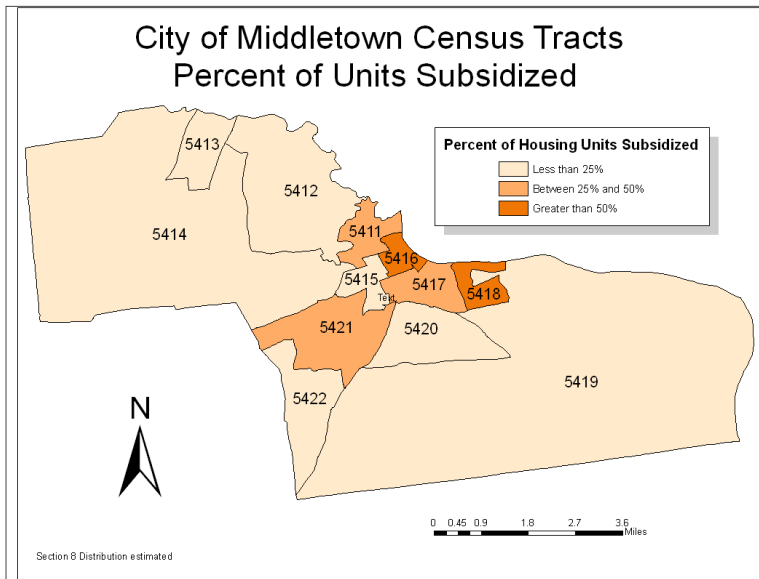 City of Middletown Census Tracts
Percent of Units Subsidized
Percent of Housing Units Subsidized
Less than 25%
Between 25% and 50%
Greater than 50%
5413
5412
5414
5411
5416
5415
5417
5418
Text
5421
5420
5419
5422
N
0 0.45 0.9 1.8 2.7 3.6
Miles
Section 8 Distribution estimated